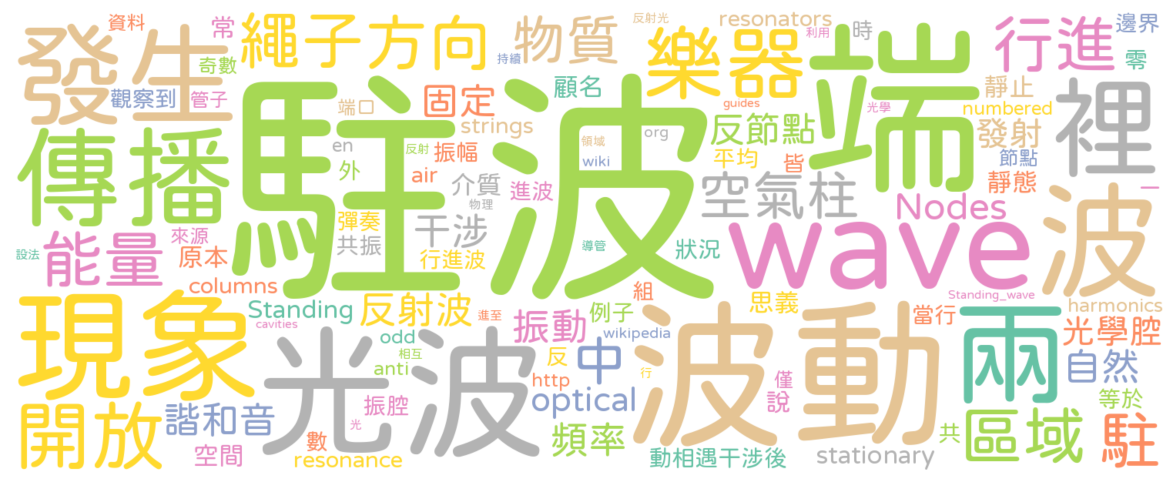 資料
常
繩子方向
物質
反射光
resonators
利用
時
行進
邊界
發生
奇數
持續
樂器
端
零
觀察到
管子
駐波
顧名
靜止
numbered
傳播
端口
固定
strings
guides
光學
裡
en
反射
振幅
領域
org
反節點
發射
節點
外
air
wiki
平均
皆
靜態
一
介質
進波
空氣柱
Nodes
波
能量
來源
彈奏
物理
共振
干涉
原本
行進波
導管
狀況
wave
設法
columns
Standing
反射波
組
思義
Standing_wave
harmonics
現象
cavities
進至
振動
例子
當行
兩
光學腔
光波
odd
wikipedia
波動
相互
anti
反
中
行
僅
自然
http
開放
諧和音
振腔
optical
說
等於
光
頻率
共
區域
駐
空間
數
resonance
動相遇干涉後
stationary